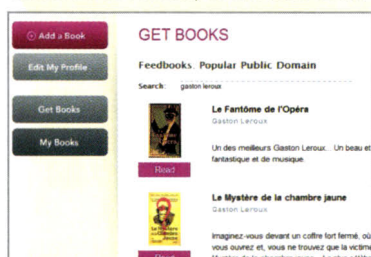 Add a Book
GET BOOKS
Edit My Profile
Feedbooks. Popular Public Domain
Search: gaston leroux
Get Books
Le Fantôme de l'Opéra
Gaston Leroux
My Books
Un des meilleurs Gaston Leroux... Un beau et
fantastique et de musique.
Read
Le Mystère de la chambre jaune
Gaston Leroux
Imaginez-vous devant un coffre fort fermé, où
vous ouvrez et, vous ne trouvez que la victime